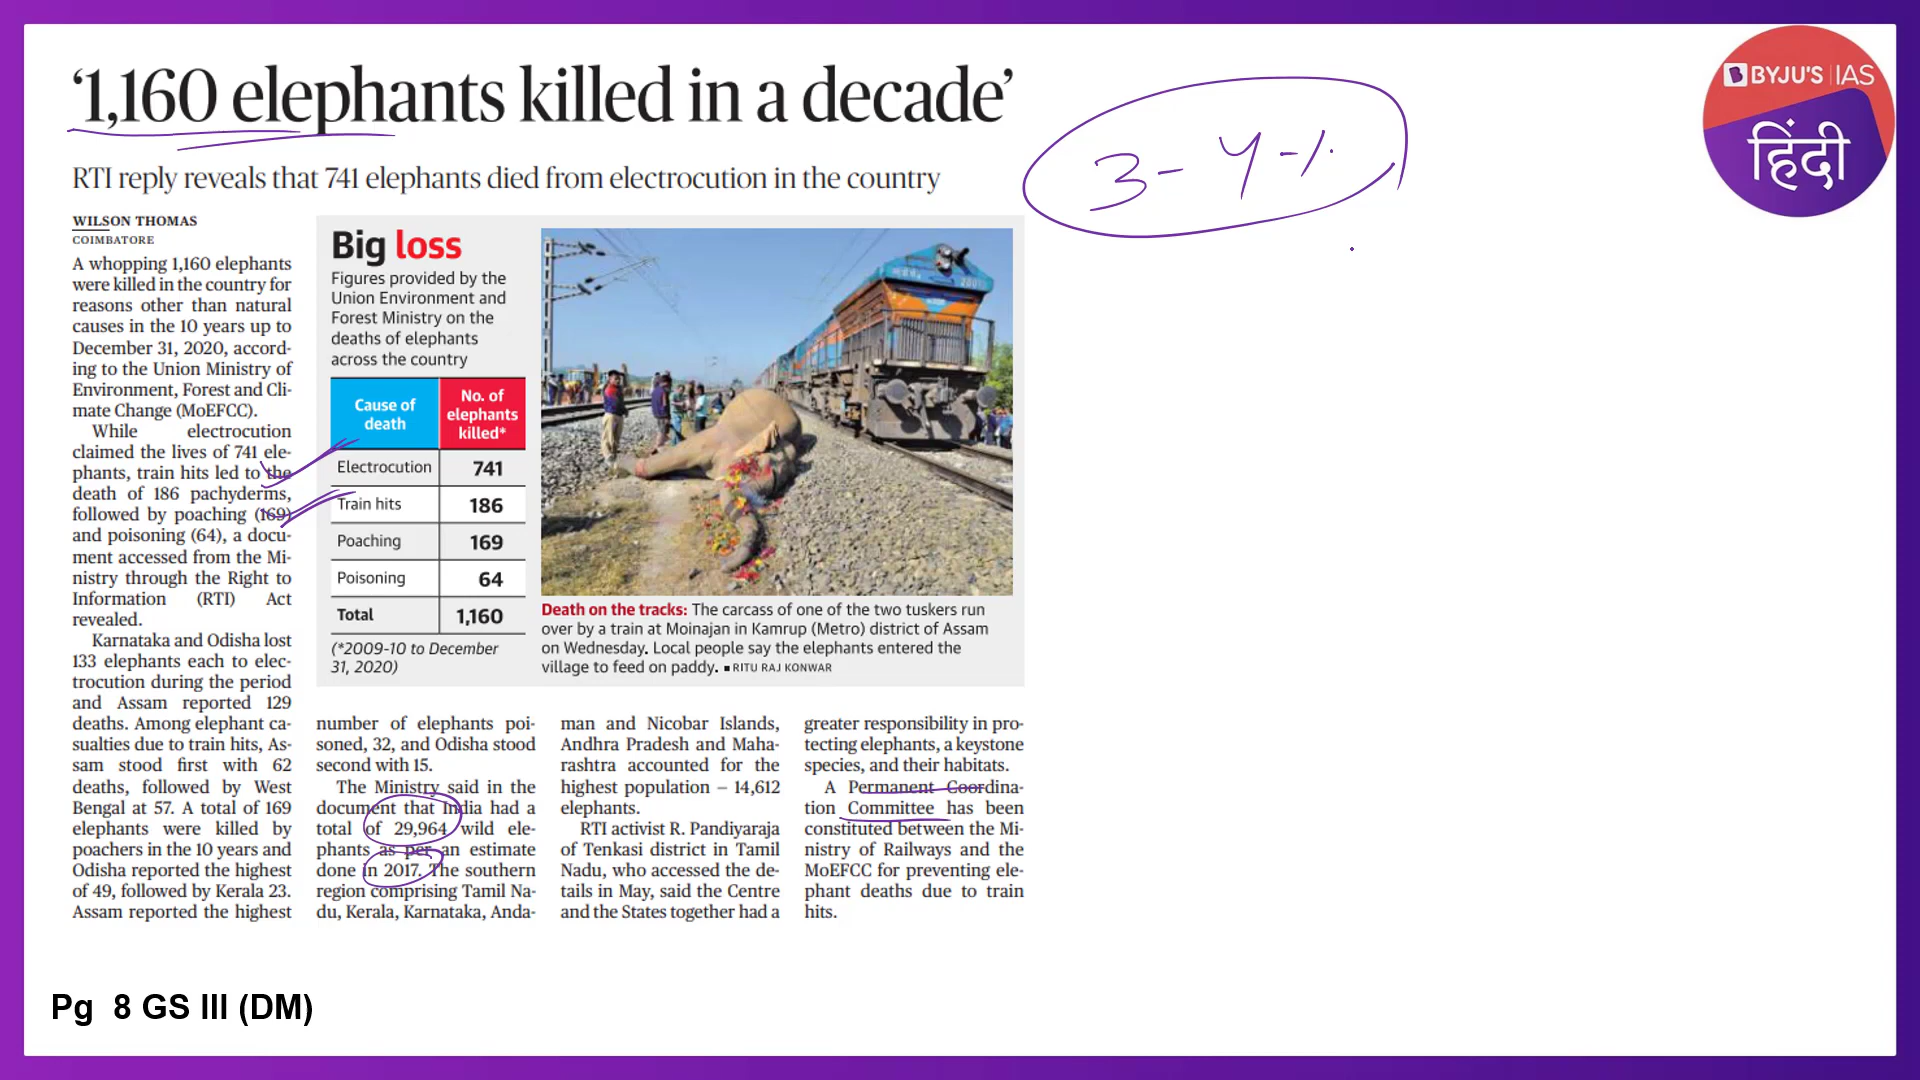 ‘1,160 elephants killed in a decade’
3 - 4 -/.
BYJU'S IAS
हिंदी
RTI reply reveals that 741 elephants died from electrocution in the country
WILSON THOMAS
COIMBATORE
A whopping 1,160 elephants
were killed in the country for
reasons other than natural
causes in the 10 years up to
December 31, 2020, accord-
ing to the Union Ministry of
Environment, Forest and Cli-
mate Change (MoEFCC).
While electrocution
claimed the lives of 741 ele-
phants, train hits led to the
death of 186 pachyderms,
followed by poaching (169)
and poisoning (64), a docu-
ment accessed from the Mi-
nistry through the Right to
Information (RTI) Act
revealed.
Karnataka and Odisha lost
133 elephants each to elec-
trocution during the period
and Assam reported 129
deaths. Among elephant ca-
sualties due to train hits, As-
sam stood first with 62
deaths, followed by West
Bengal at 57. A total of 169
elephants were killed by
poachers in the 10 years and
Odisha reported the highest
of 49, followed by Kerala 23.
Assam reported the highest
Big loss
Figures provided by the
Union Environment and
Forest Ministry on the
deaths of elephants
across the country
Cause of death No. of elephants killed*
Electrocution 741
Train hits 186
Poaching 169
Poisoning 64
Total 1,160
(*2009-10 to December
31, 2020)
Death on the tracks: The carcass of one of the two tuskers run
over by a train at Moinajan in Kamrup (Metro) district of Assam
on Wednesday. Local people say the elephants entered the
village to feed on paddy. ■ RITU RAJ KONWAR
number of elephants poi-
soned, 32, and Odisha stood
second with 15.
The Ministry said in the
document that India had a
total of 29,964 wild ele-
phants as per an estimate
done in 2017. The southern
region comprising Tamil Na-
du, Kerala, Karnataka, Anda-
man and Nicobar Islands,
Andhra Pradesh and Maha-
rashtra accounted for the
highest population – 14,612
elephants.
RTI activist R. Pandiyaraja
of Tenkasi district in Tamil
Nadu, who accessed the de-
tails in May, said the Centre
and the States together had a
greater responsibility in pro-
tecting elephants, a keystone
species, and their habitats.
A Permanent Coordina-
tion Committee has been
constituted between the Mi-
nistry of Railways and the
MoEFCC for preventing ele-
phant deaths due to train
hits.
Pg 8 GS III (DM)